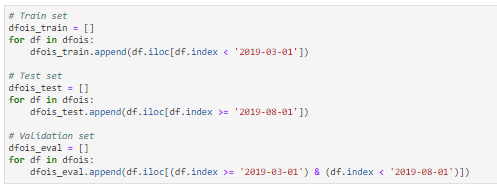 # Train set
dfois_train = []
for df in dfois:
    dfois_train.append(df.iloc[df.index < '2019-03-01'])

# Test set
dfois_test = []
for df in dfois:
    dfois_test.append(df.iloc[df.index >= '2019-08-01'])

# Validation set
dfois_eval = []
for df in dfois:
    dfois_eval.append(df.iloc[(df.index >= '2019-03-01') & (df.index < '2019-08-01')])